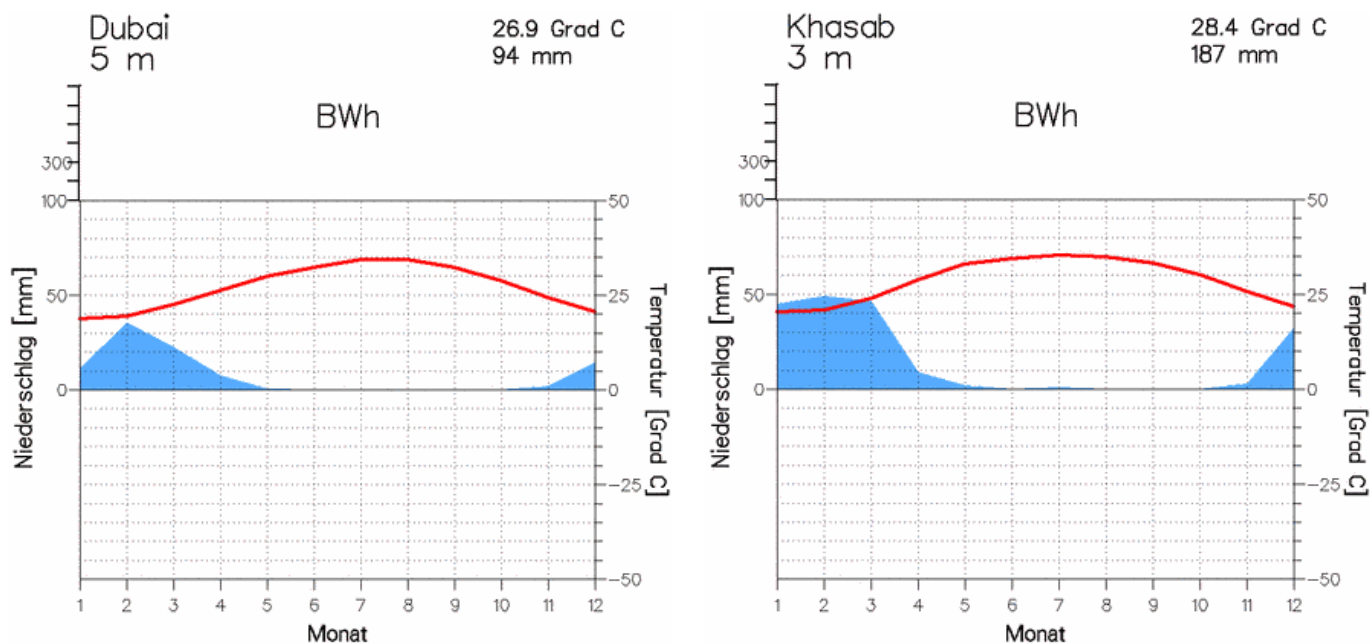 Dubai
5 m
26.9 Grad C
94 mm
BWh
300
100
50
0
50
25
0
-25
-50
Niederschlag [mm]
Temperatur [Grad C]
1 2 3 4 5 6 7 8 9 10 11 12
Monat
Khasab
3 m
28.4 Grad C
187 mm
BWh
300
100
50
0
50
25
0
-25
-50
Niederschlag [mm]
Temperatur [Grad C]
1 2 3 4 5 6 7 8 9 10 11 12
Monat